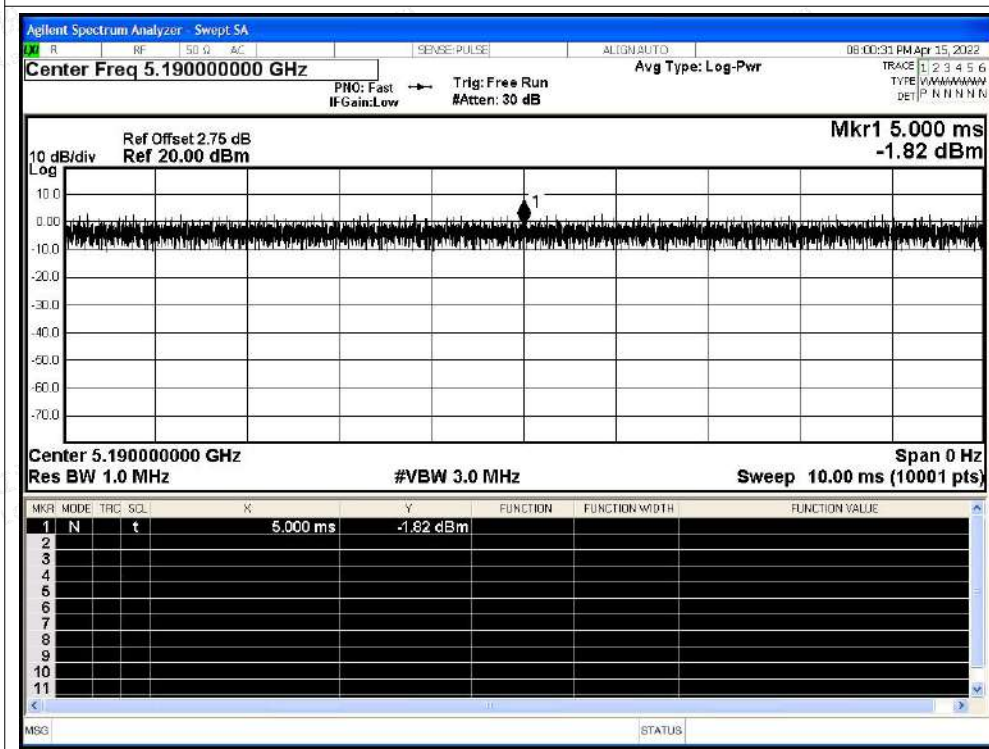 Agilent Spectrum Analyzer - Swept SA
LXI R RF 50 Ω AC SENSE:PULSE ALIGN AUTO 08:00:31 PM Apr 15, 2022
Center Freq 5.190000000 GHz Avg Type: Log-Pwr TRACE 1 2 3 4 5 6
PNO: Fast Trig: Free Run TYPE
IFGain:Low #Atten: 30 dB DET P N N N N N
Mkr1 5.000 ms
Ref Offset 2.75 dB
10 dB/div Ref 20.00 dBm -1.82 dBm
Log
10.0
1
0.00
-10.0
-20.0
-30.0
-40.0
-50.0
-60.0
-70.0
Center 5.190000000 GHz Span 0 Hz
Res BW 1.0 MHz #VBW 3.0 MHz Sweep 10.00 ms (10001 pts)
MKR MODE TRC SCL X Y FUNCTION FUNCTION WIDTH FUNCTION VALUE
1 N t 5.000 ms -1.82 dBm
2
3
4
5
6
7
8
9
10
11
MSG STATUS